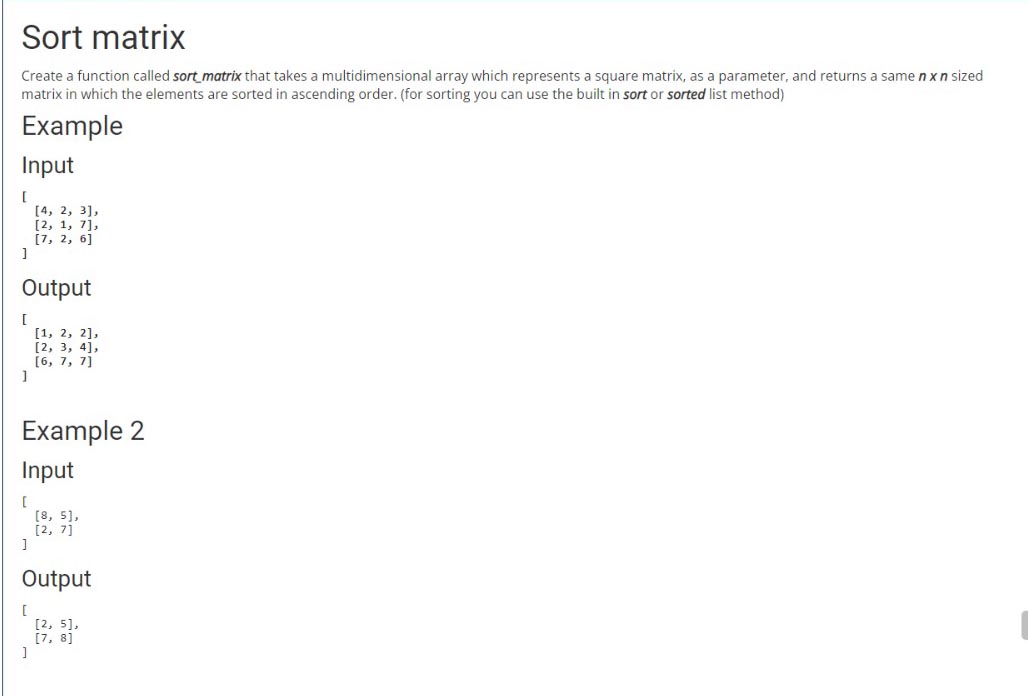 Sort matrix
Create a function called sort_matrix that takes a multidimensional array which represents a square matrix, as a parameter, and returns a same n x n sized
matrix in which the elements are sorted in ascending order. (for sorting you can use the built in sort or sorted list method)
Example
Input
[
[4, 2, 3],
[2, 1, 7],
[7, 2, 6]
]
Output
[
[1, 2, 2],
[2, 3, 4],
[6, 7, 7]
]
Example 2
Input
[
[8, 5],
[2, 7]
]
Output
[
[2, 5],
[7, 8]
]